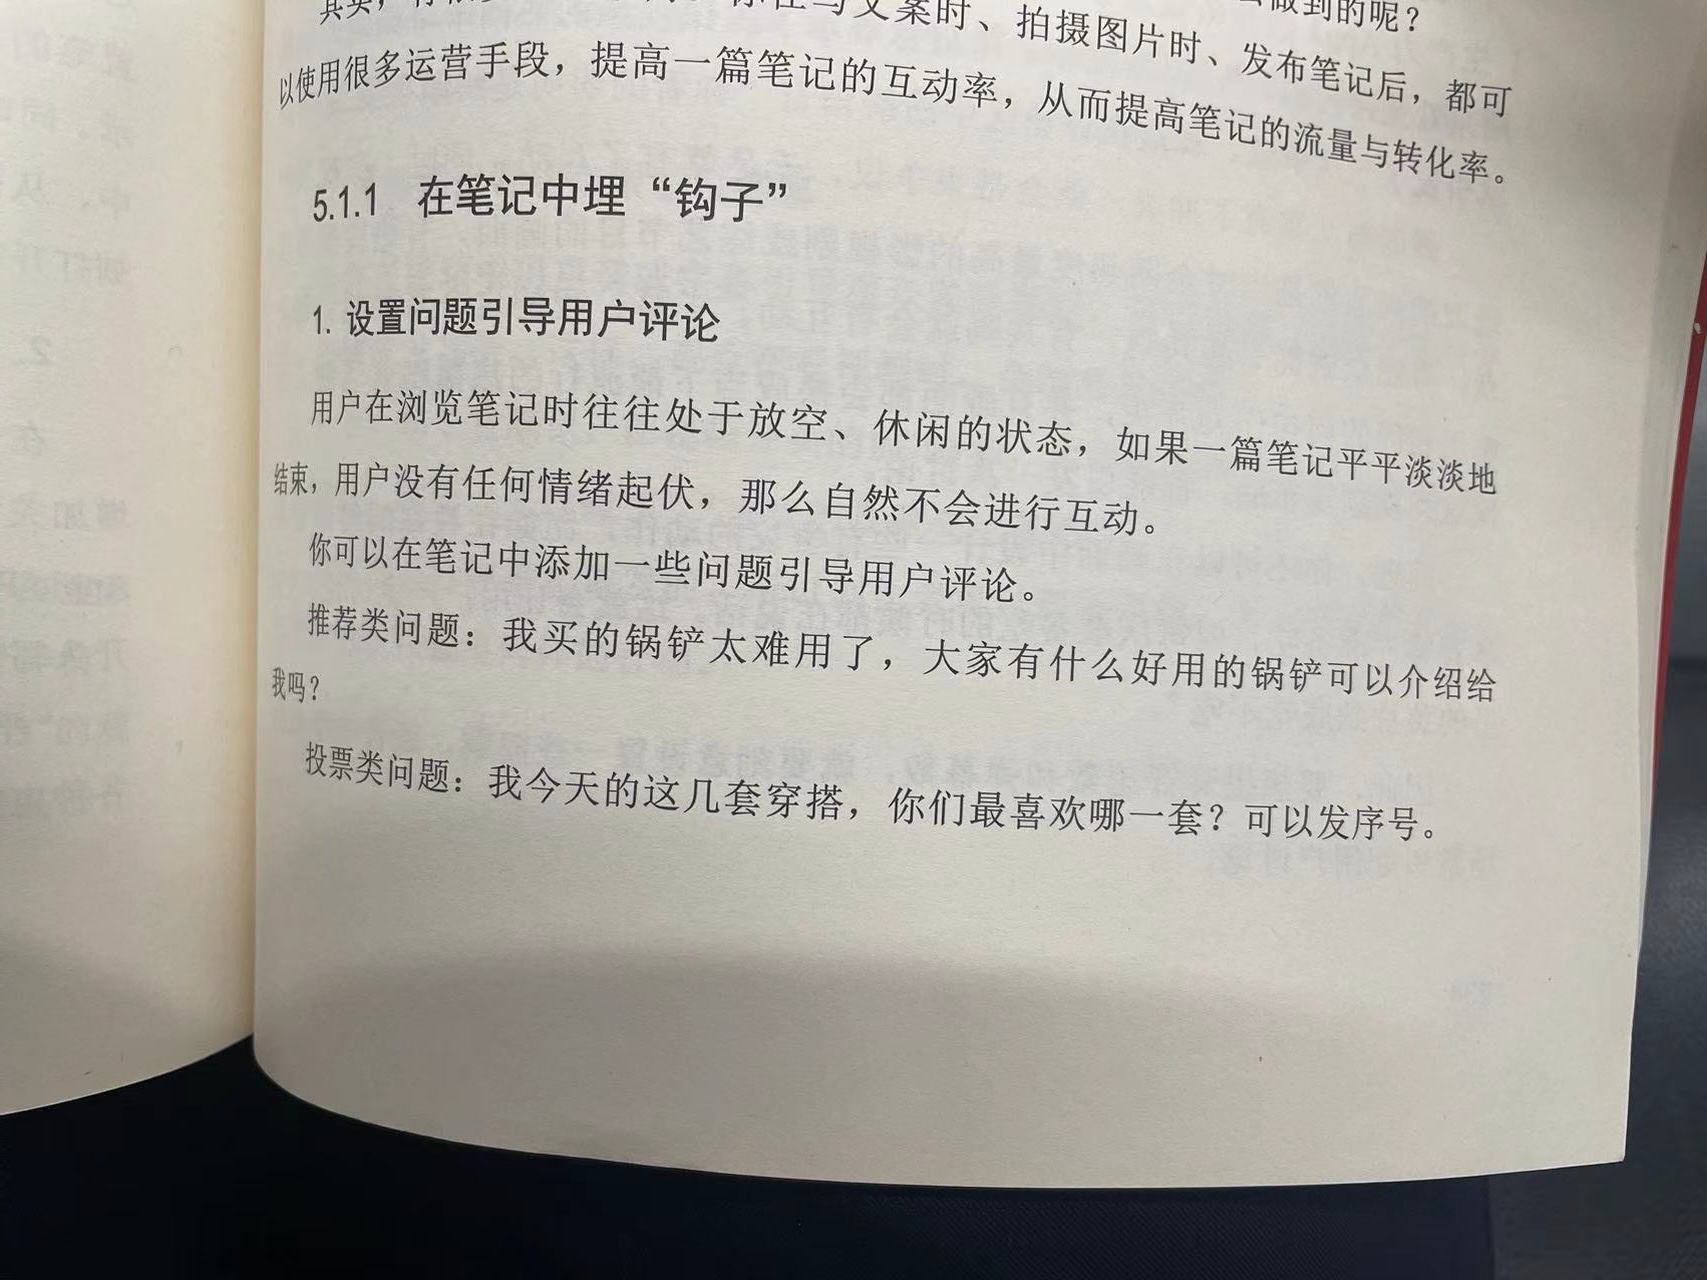 做到的呢？
文案时、拍摄图片时、发布笔记后，都可
以使用很多运营手段，提高一篇笔记的互动率，从而提高笔记的流量与转化率。
5.1.1 在笔记中埋“钩子”
1. 设置问题引导用户评论
用户在浏览笔记时往往处于放空、休闲的状态，如果一篇笔记平平淡淡地
结束，用户没有任何情绪起伏，那么自然不会进行互动。
你可以在笔记中添加一些问题引导用户评论。
推荐类问题：我买的锅铲太难用了，大家有什么好用的锅铲可以介绍给
我吗？
投票类问题：我今天的这几套穿搭，你们最喜欢哪一套？可以发序号。